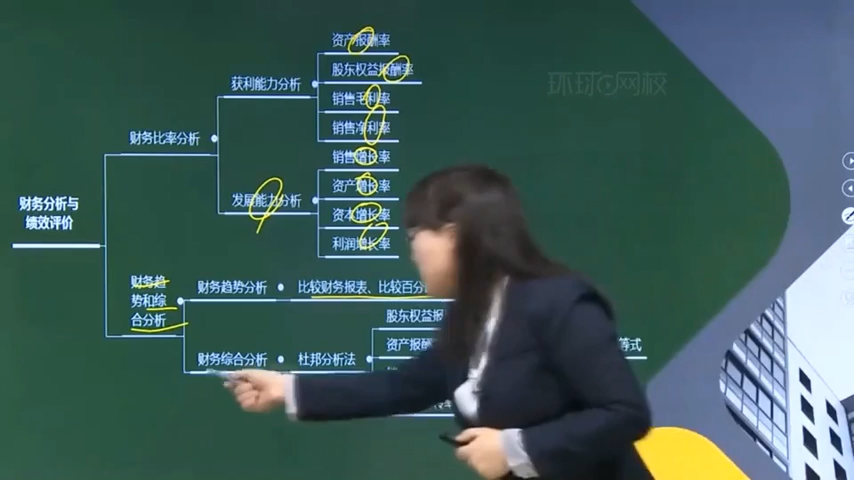 资产报酬率
股东权益报酬率
获利能力分析
销售毛利率
环球网校
销售净利率
财务比率分析
销售增长率
资产增长率
发展能力分析
财务分析与
绩效评价
资本增长率
利润增长率
财务趋
势和综
合分析
财务趋势分析
比较财务报表、比较百分
股东权益报
资产报酬
等式
财务综合分析
杜邦分析法